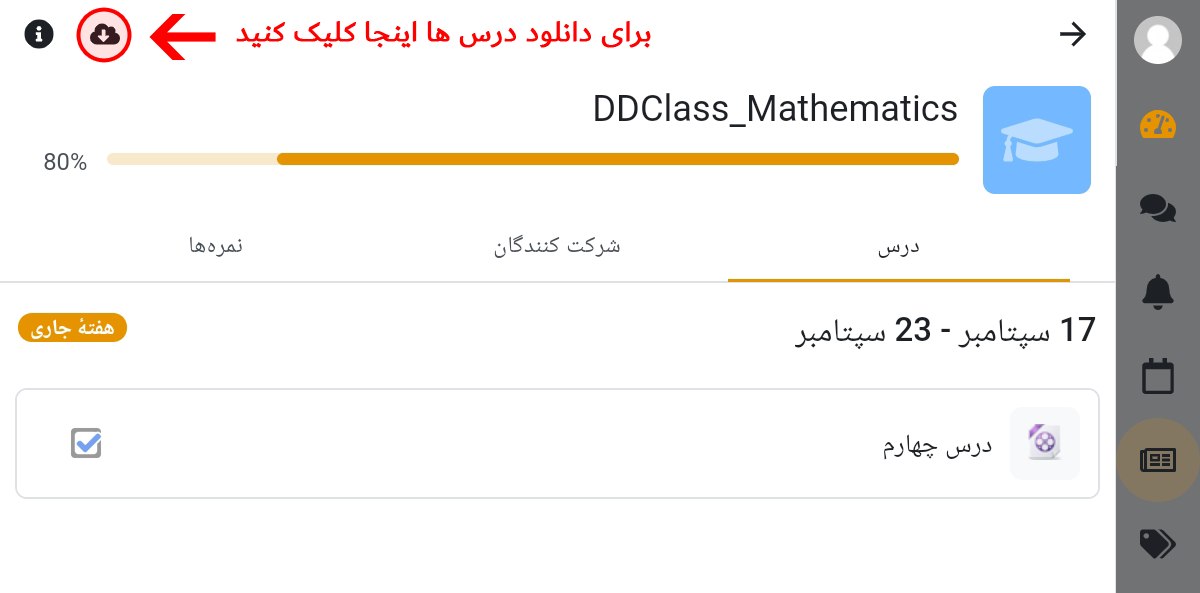 برای دانلود درس ها اینجا کلیک کنید
DDClass_Mathematics
80%
درس
شرکت کنندگان
نمره‌ها
17 سپتامبر - 23 سپتامبر
هفتهٔ جاری
درس چهارم